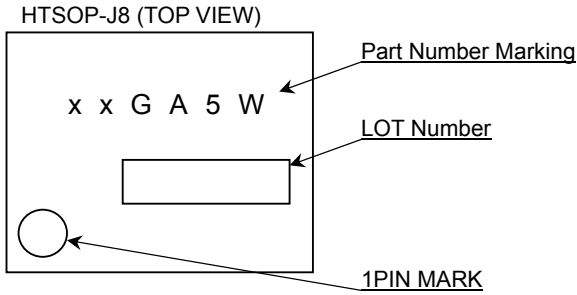 HTSOP-J8 (TOP VIEW)
Part Number Marking
x x G A 5 W
LOT Number
1PIN MARK